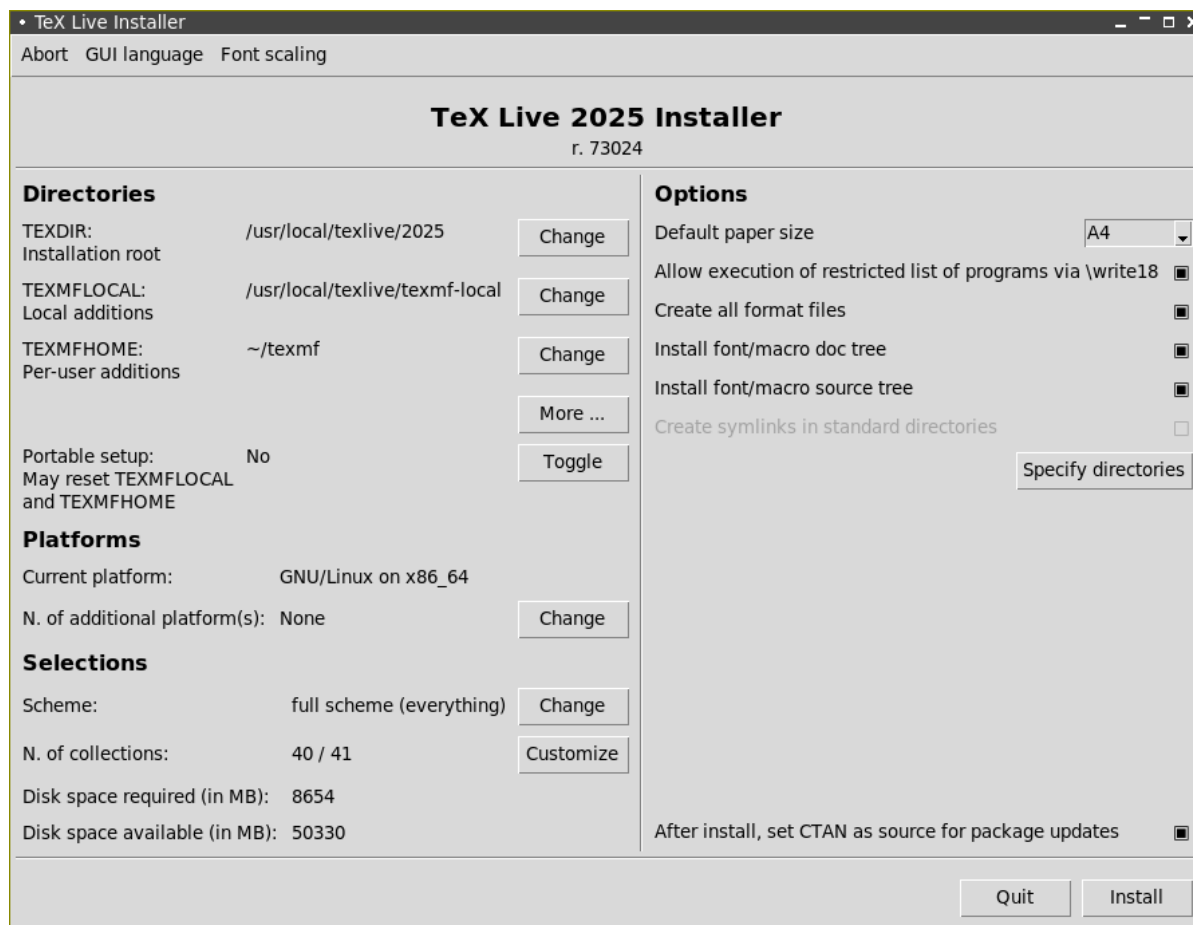 TeX Live Installer
Abort GUI language Font scaling
TeX Live 2025 Installer
r. 73024
Directories
TEXDIR: /usr/local/texlive/2025 Change
Installation root
TEXMFLOCAL: /usr/local/texlive/texmf-local Change
Local additions
TEXMFHOME: ~/texmf Change
Per-user additions
More ...
Portable setup: No Toggle
May reset TEXMFLOCAL
and TEXMFHOME
Platforms
Current platform: GNU/Linux on x86_64
N. of additional platform(s): None Change
Selections
Scheme: full scheme (everything) Change
N. of collections: 40 / 41 Customize
Disk space required (in MB): 8654
Disk space available (in MB): 50330
Options
Default paper size A4
Allow execution of restricted list of programs via \write18
Create all format files
Install font/macro doc tree
Install font/macro source tree
Create symlinks in standard directories
Specify directories
After install, set CTAN as source for package updates
Quit Install